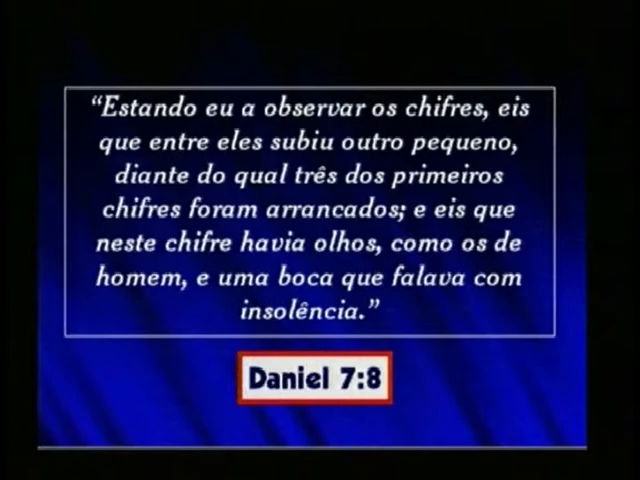 “Estando eu a observar os chifres, eis
que entre eles subiu outro pequeno,
diante do qual três dos primeiros
chifres foram arrancados; e eis que
neste chifre havia olhos, como os de
homem, e uma boca que falava com
insolência.”
Daniel 7:8